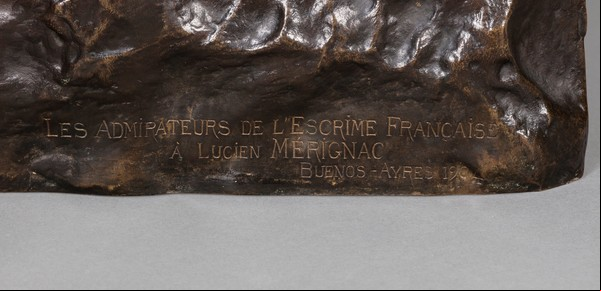 LES ADMIRATEURS DE L'ESCRIME FRANÇAISE
À LUCIEN MÉRIGNAC
BUENOS-AYRES